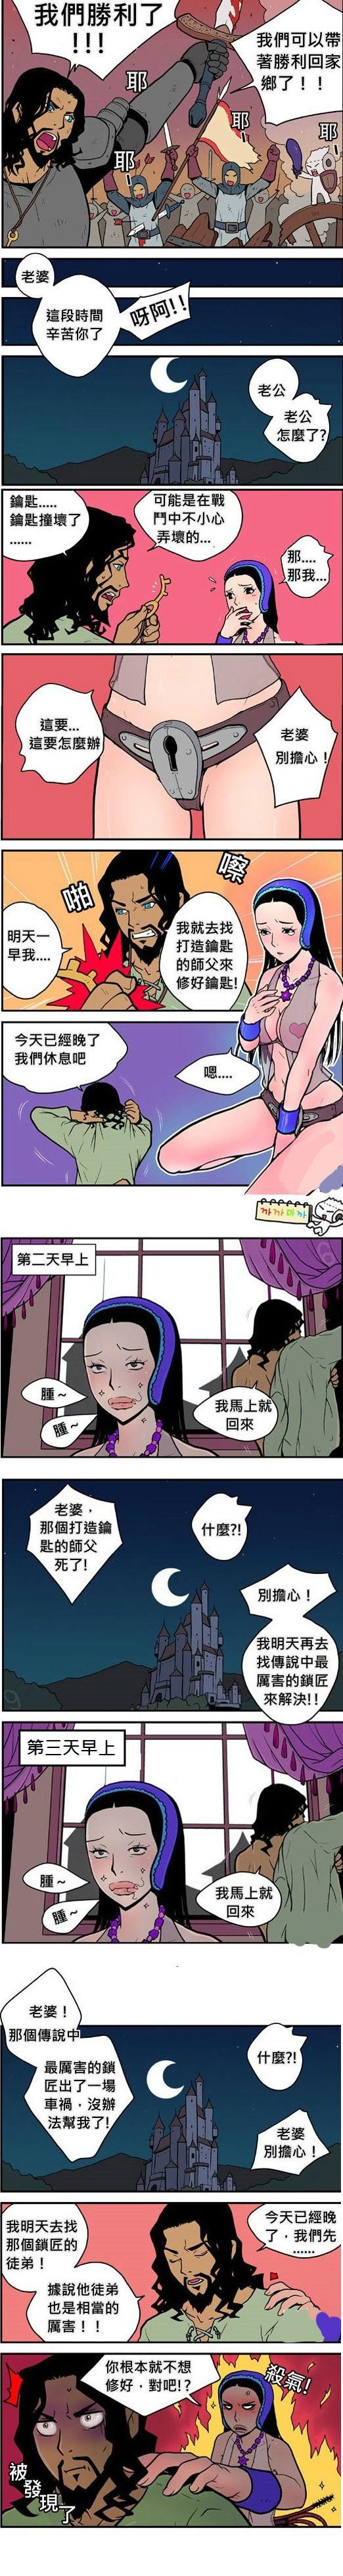 我們勝利了
!!!
我們可以帶
著勝利回家
鄉了！！
耶
耶
耶
耶
老婆
這段時間
辛苦你了
呀阿!!
老公
老公
怎麼了?
鑰匙.....
鑰匙撞壞了
......
可能是在戰
鬥中不小心
弄壞的...
那....
那我...
這要...
這要怎麼辦
老婆
別擔心！
啪
嚓
明天一
早我....
我就去找
打造鑰匙
的師父來
修好鑰匙!
今天已經晚了
我們休息吧
嗯....
第二天早上
腫~
腫~
我馬上就
回來
老婆，
那個打造鑰
匙的師父
死了!
什麼?!
別擔心！
我明天再去
找傳說中最
厲害的鎖匠
來解決!!
第三天早上
腫~
腫~
我馬上就
回來
老婆！
那個傳說中
最厲害的鎖
匠出了一場
車禍，沒辦
法幫我了!
什麼?!
老婆
別擔心！
我明天去找
那個鎖匠的
徒弟！
據說他徒弟
也是相當的
厲害！！
今天已經晚
了，我們先
......
你根本就不想
修好，對吧!?
殺氣!
被發現了